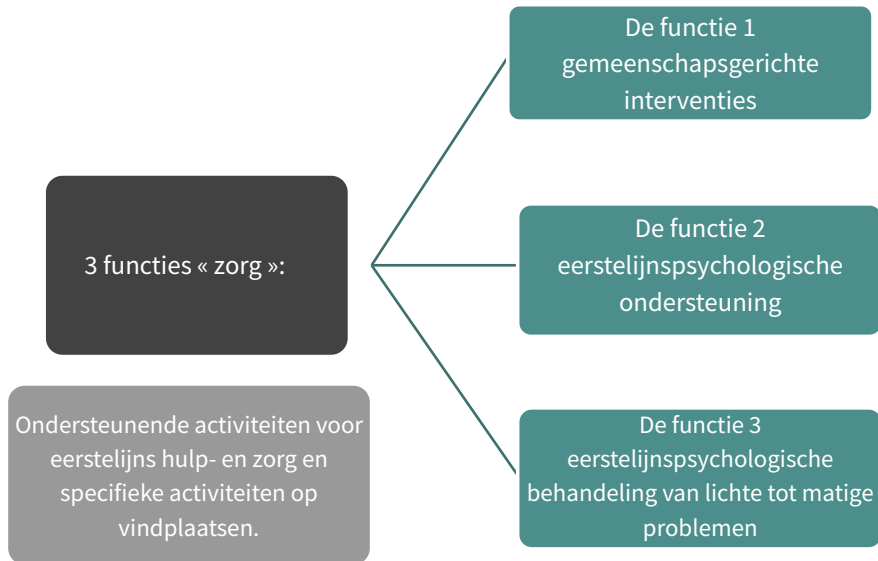 3 functies « zorg »:
Ondersteunende activiteiten voor
eerstelijns hulp- en zorg en
specifieke activiteiten op
vindplaatsen.
De functie 1
gemeenschapsgerichte
interventies
De functie 2
eerstelijnspsychologische
ondersteuning
De functie 3
eerstelijnspsychologische
behandeling van lichte tot matige
problemen